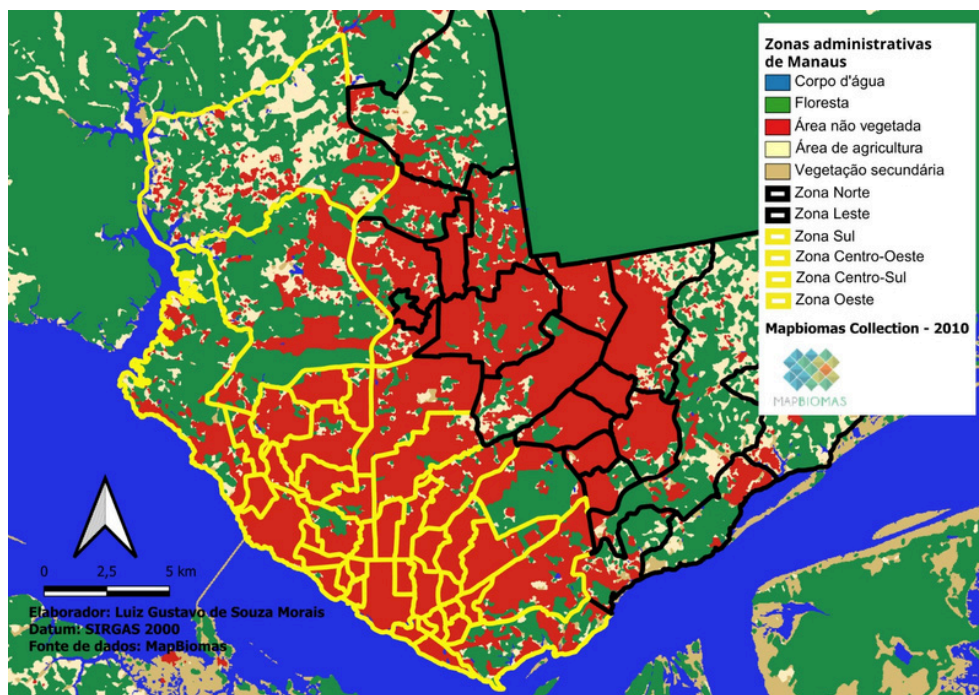 Zonas administrativas
de Manaus
Corpo d'água
Floresta
Área não vegetada
Área de agricultura
Vegetação secundária
Zona Norte
Zona Leste
Zona Sul
Zona Centro-Oeste
Zona Centro-Sul
Zona Oeste
Mapbiomas Collection - 2010
MAPBIOMAS
0 2,5 5 km
Elaborador: Luiz Gustavo de Souza Morais
Datum: SIRGAS 2000
Fonte de dados: MapBiomas